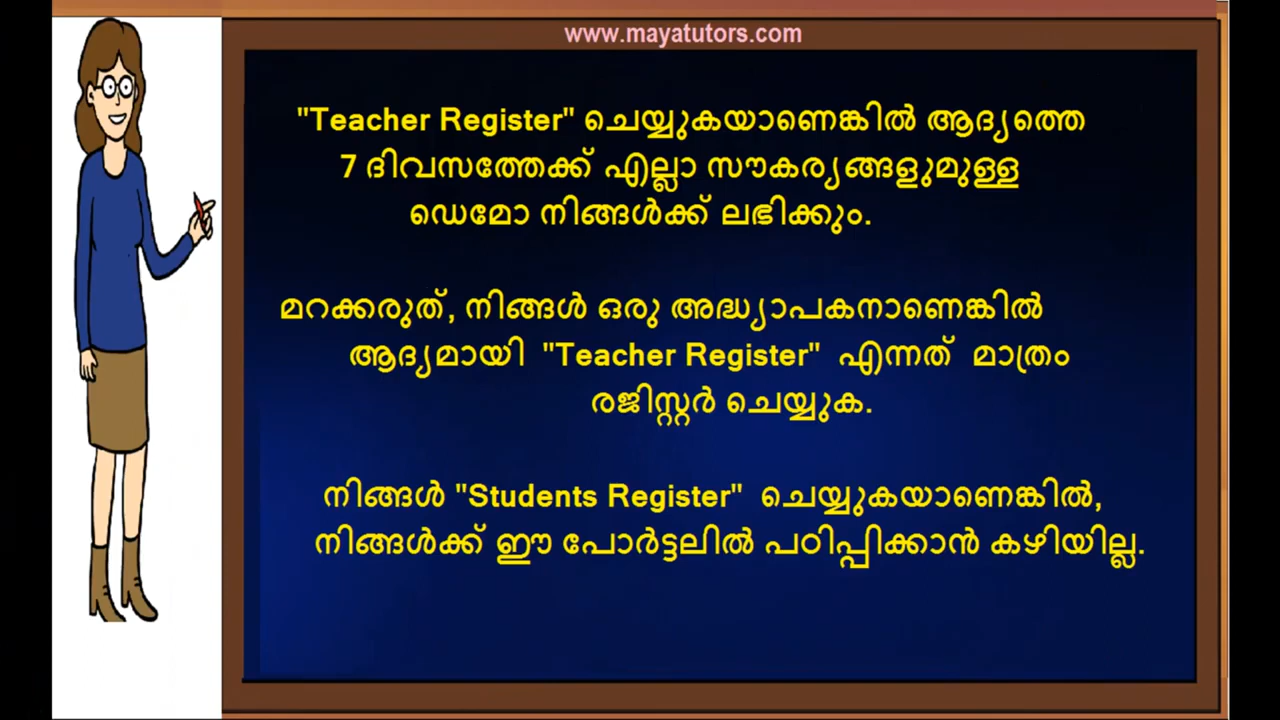 www.mayatutors.com
"Teacher Register" ചെയ്യുകയാണെങ്കിൽ ആദ്യത്തെ
7 ദിവസത്തേക്ക് എല്ലാ സൗകര്യങ്ങളുമുള്ള
ഡെമോ നിങ്ങൾക്ക് ലഭിക്കും.
മറക്കരുത്, നിങ്ങൾ ഒരു അദ്ധ്യാപകനാണെങ്കിൽ
ആദ്യമായി "Teacher Register" എന്നത് മാത്രം
രജിസ്റ്റർ ചെയ്യുക.
നിങ്ങൾ "Students Register" ചെയ്യുകയാണെങ്കിൽ,
നിങ്ങൾക്ക് ഈ പോർട്ടലിൽ പഠിപ്പിക്കാൻ കഴിയില്ല.